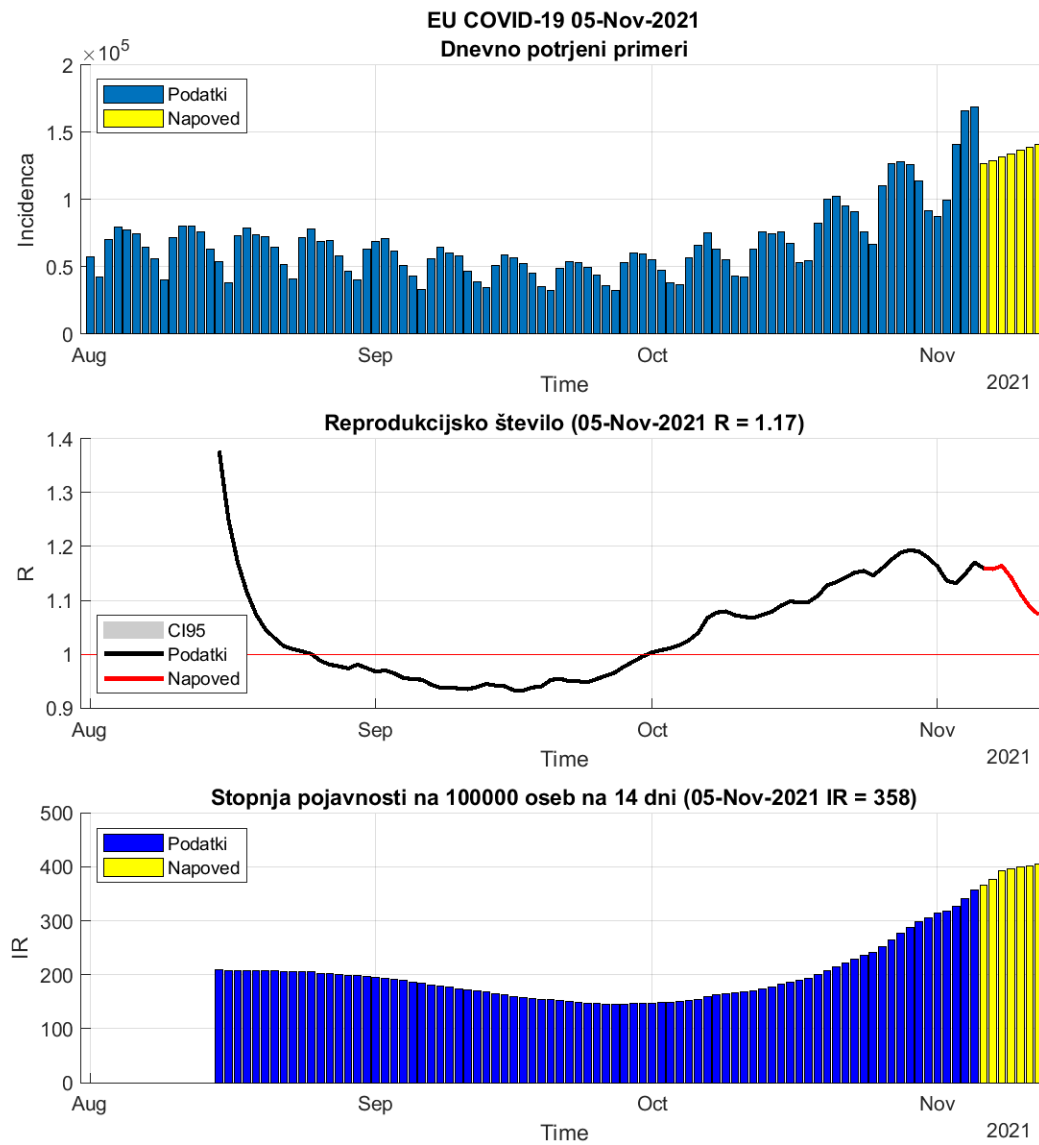 EU COVID-19 05-Nov-2021
Dnevno potrjeni primeri
×10^5
2
1.5
1
0.5
0
Incidenca
Podatki
Napoved
Aug
Sep
Oct
Nov
Time
2021
Reprodukcijsko število (05-Nov-2021 R = 1.17)
1.4
1.3
1.2
1.1
1
0.9
R
CI95
Podatki
Napoved
Aug
Sep
Oct
Nov
Time
2021
Stopnja pojavnosti na 100000 oseb na 14 dni (05-Nov-2021 IR = 358)
500
400
300
200
100
0
IR
Podatki
Napoved
Aug
Sep
Oct
Nov
Time
2021